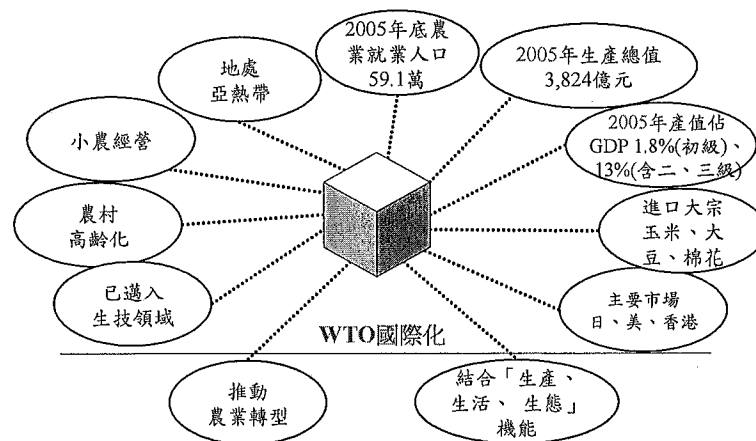 2005年底農
業就業人口
59.1萬
2005年生產總值
3,824億元
地處
亞熱帶
2005年產值佔
GDP 1.8%(初級)、
13%(含二、三級)
小農經營
進口大宗
玉米、大
豆、棉花
農村
高齡化
主要市場
日、美、香港
已邁入
生技領域
WTO國際化
推動
農業轉型
結合「生產、
生活、生態」
機能